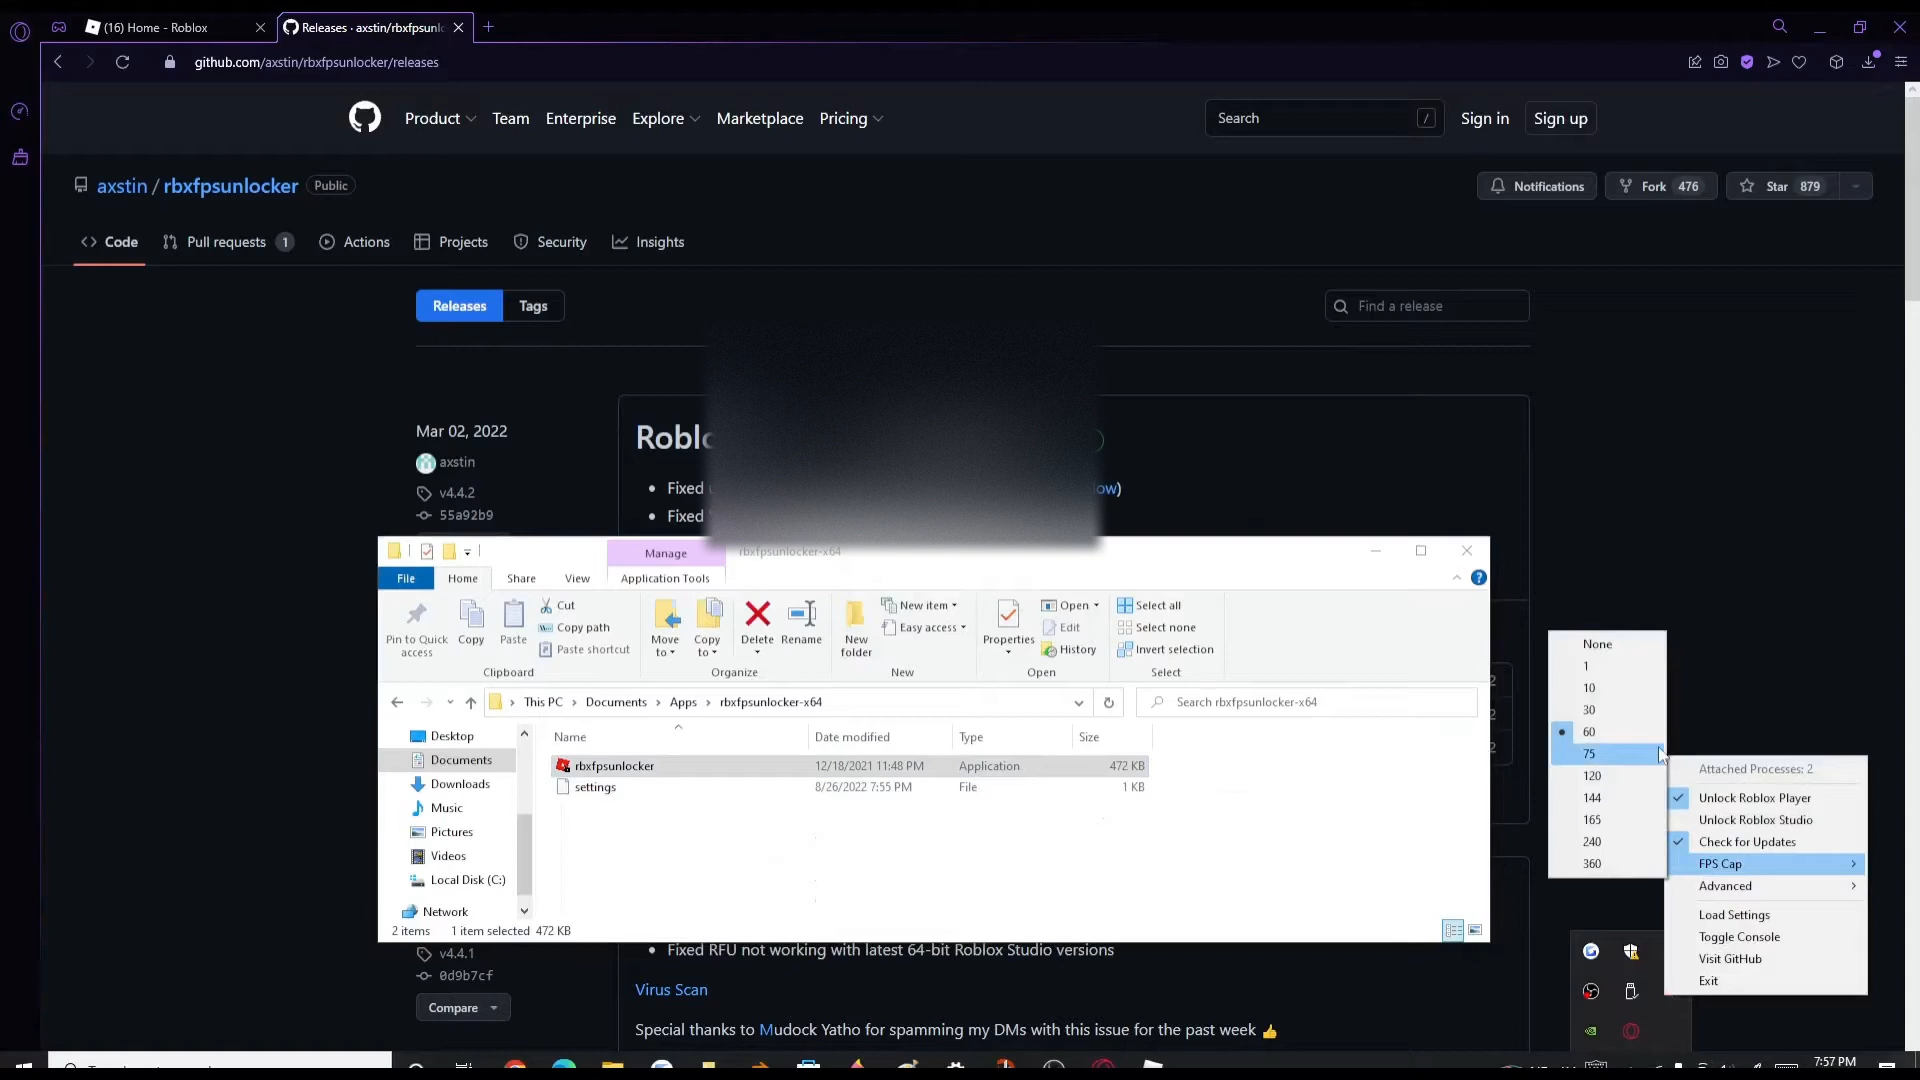 (16) Home - Roblox
Releases · axstin/rbxfpsunl
github.com/axstin/rbxfpsunlocker/releases
Product Team Enterprise Explore Marketplace Pricing
Search /
Sign in Sign up
axstin / rbxfpsunlocker Public
Notifications Fork 476 Star 879
Code Pull requests 1 Actions Projects Security Insights
Releases Tags
Find a release
Mar 02, 2022
axstin
v4.4.2
55a92b9
Roblo
Fixed
ow)
Fixed
Manage rbxfpsunlocker-x64
File Home Share View Application Tools
Pin to Quick access
Copy
Paste
Cut
Copy path
Paste shortcut
Clipboard
Move to
Copy to
Delete
Rename
Organize
New folder
New item
Easy access
New
Properties
Open
Edit
History
Open
Select all
Select none
Invert selection
Select
This PC > Documents > Apps > rbxfpsunlocker-x64
Search rbxfpsunlocker-x64
Desktop
Documents
Downloads
Music
Pictures
Videos
Local Disk (C:)
Network
Name Date modified Type Size
rbxfpsunlocker 12/18/2021 11:48 PM Application 472 KB
settings 8/26/2022 7:55 PM File 1 KB
2 items 1 item selected 472 KB
2
2
2
None
1
10
30
60
75
120
144
165
240
360
Attached Processes: 2
Unlock Roblox Player
Unlock Roblox Studio
Check for Updates
FPS Cap
Advanced
Load Settings
Toggle Console
Visit GitHub
Exit
v4.4.1
0d9b7cf
Compare
Fixed RFU not working with latest 64-bit Roblox Studio versions
Virus Scan
Special thanks to Mudock Yatho for spamming my DMs with this issue for the past week 👍
7:57 PM